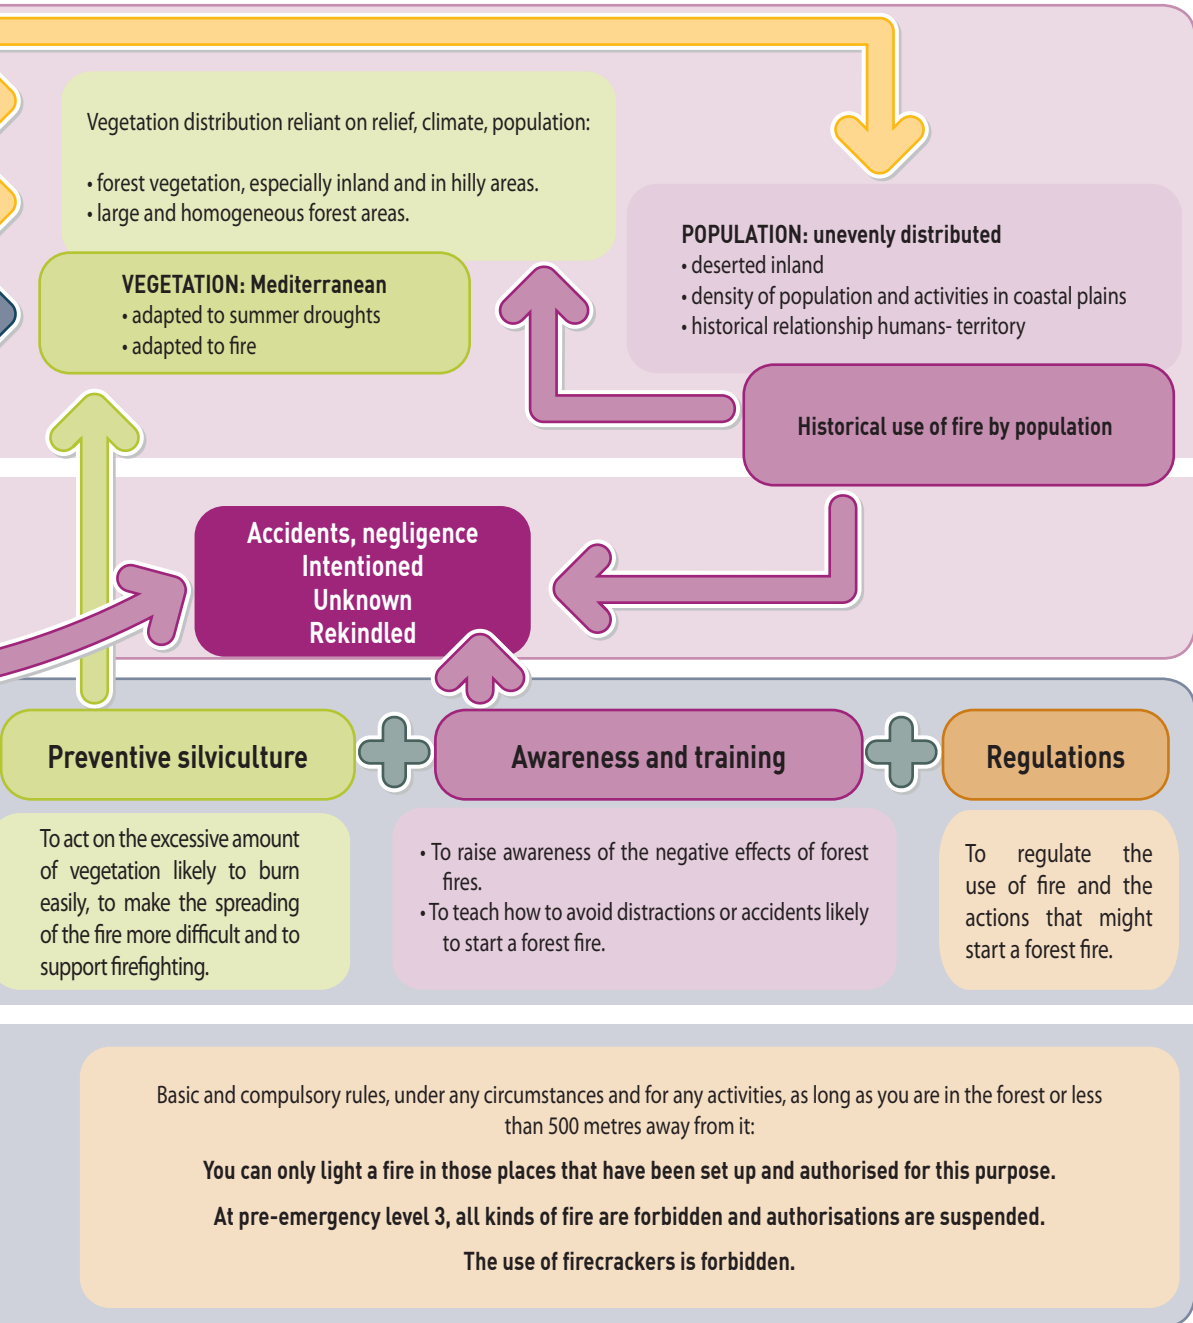 Vegetation distribution reliant on relief, climate, population:
• forest vegetation, especially inland and in hilly areas.
• large and homogeneous forest areas.
VEGETATION: Mediterranean
• adapted to summer droughts
• adapted to fire
POPULATION: unevenly distributed
• deserted inland
• density of population and activities in coastal plains
• historical relationship humans- territory
Historical use of fire by population
Accidents, negligence
Intentioned
Unknown
Rekindled
Preventive silviculture
To act on the excessive amount
of vegetation likely to burn
easily, to make the spreading
of the fire more difficult and to
support firefighting.
Awareness and training
• To raise awareness of the negative effects of forest
fires.
• To teach how to avoid distractions or accidents likely
to start a forest fire.
Regulations
To regulate the
use of fire and the
actions that might
start a forest fire.
Basic and compulsory rules, under any circumstances and for any activities, as long as you are in the forest or less
than 500 metres away from it:
You can only light a fire in those places that have been set up and authorised for this purpose.
At pre-emergency level 3, all kinds of fire are forbidden and authorisations are suspended.
The use of firecrackers is forbidden.